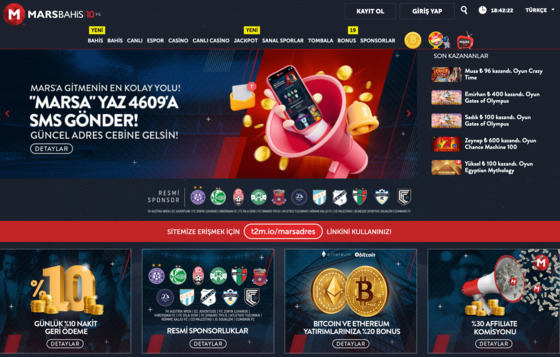 MARSBAHIS 10 YIL
KAYIT OL
GİRİŞ YAP
18:42:22
TÜRKÇE
YENİ
YENİ
19
BAHİS
BAHİS
CANLI
ESPOR
CASINO
CANLI CASINO
JACKPOT
SANAL SPORLAR
TOMBALA
BONUS
SPONSORLAR
MARS'A GİTMENİN EN KOLAY YOLU!
"MARSA" YAZ 4609'A
SMS GÖNDER!
GÜNCEL ADRES CEBİNE GELSİN!
DETAYLAR
SON KAZANANLAR
Musa ₺ 96 kazandı. Oyun Crazy
Time
Emirhan ₺ 400 kazandı. Oyun
Gates of Olympus
Sadık ₺ 100 kazandı. Oyun
Gates of Olympus
Zeynep ₺ 600 kazandı. Oyun
Chance Machine 100
Yüksel ₺ 100 kazandı. Oyun
Egyptian Mythology
RESMİ
SPONSOR
SİTEMİZE ERİŞMEK İÇİN
t2m.io/marsadres
LİNKİNİ KULLANINIZ!
%10
GÜNLÜK %10 NAKİT
GERİ ÖDEME
DETAYLAR
RESMİ SPONSORLUKLAR
DETAYLAR
ethereum
bitcoin
BITCOIN VE ETHEREUM
YATIRIMLARINIZA %20 BONUS
DETAYLAR
%30 AFFILIATE
KOMİSYONU
DETAYLAR